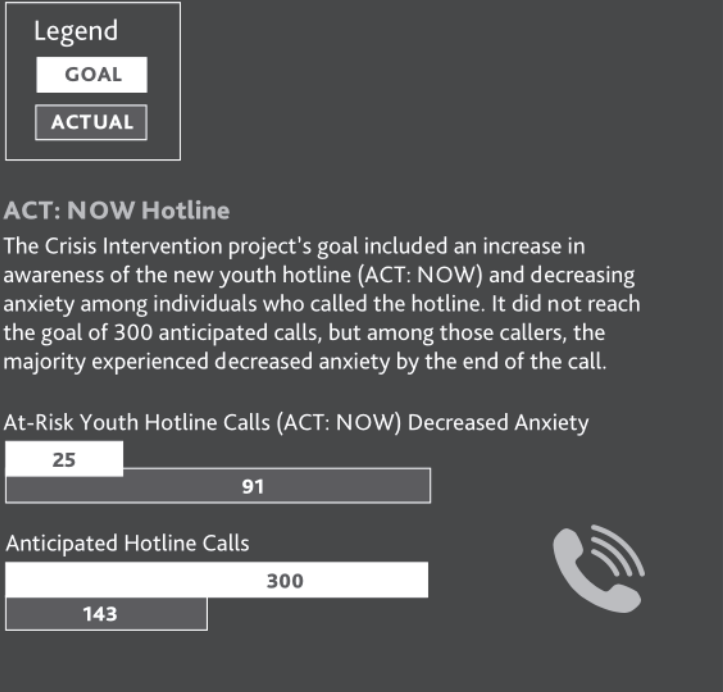 Legend
GOAL
ACTUAL
ACT: NOW Hotline
The Crisis Intervention project's goal included an increase in
awareness of the new youth hotline (ACT: NOW) and decreasing
anxiety among individuals who called the hotline. It did not reach
the goal of 300 anticipated calls, but among those callers, the
majority experienced decreased anxiety by the end of the call.
At-Risk Youth Hotline Calls (ACT: NOW) Decreased Anxiety
25
91
Anticipated Hotline Calls
300
143